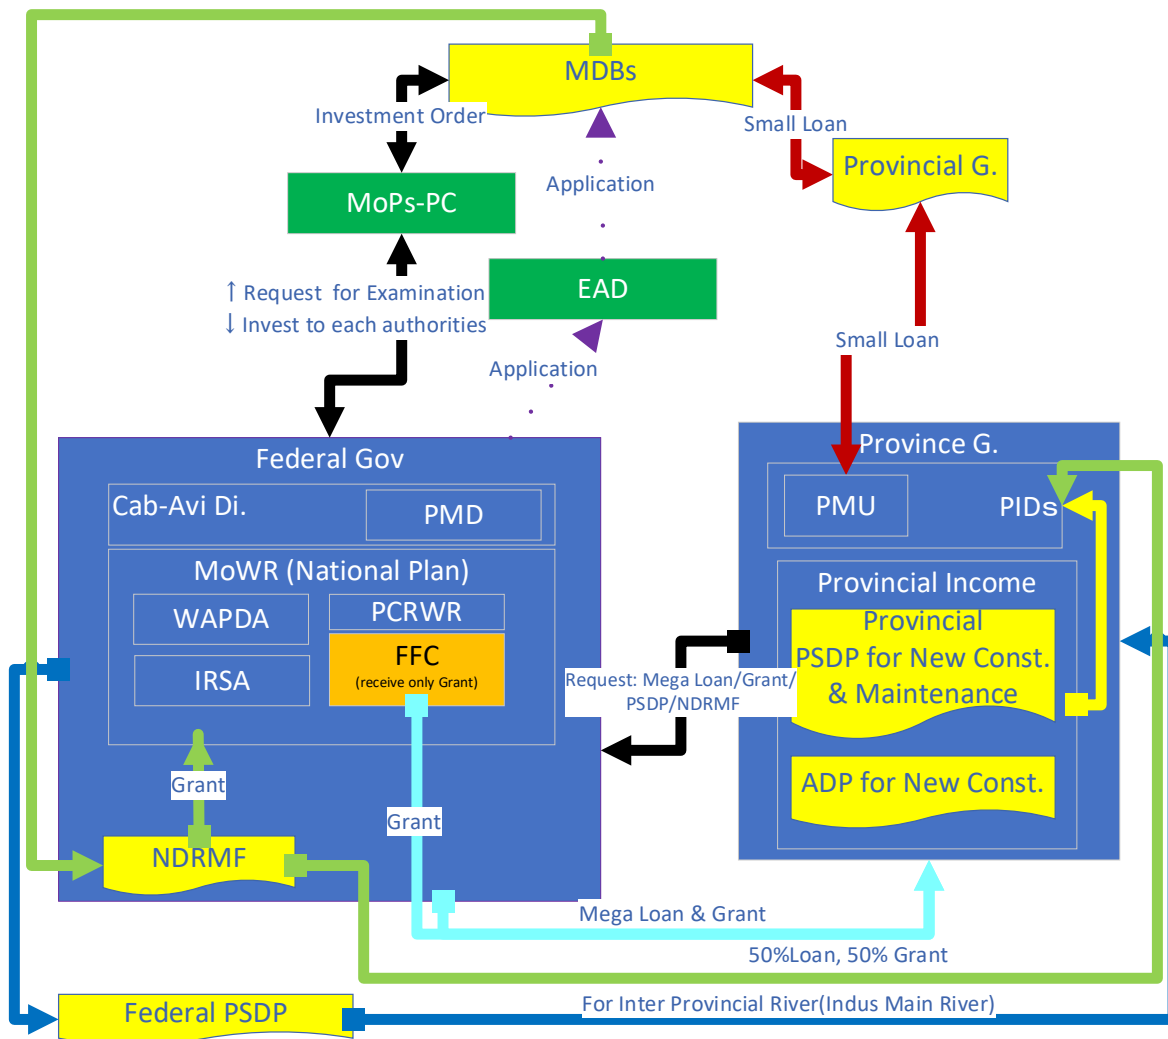 MDBs
Investment Order
Small Loan
Provincial G.
Application
MoPs-PC
EAD
↑ Request for Examination
↓ Invest to each authorities
Small Loan
Application
Federal Gov
Cab-Avi Di.
PMD
MoWR (National Plan)
WAPDA
PCRWR
IRSA
FFC
(receive only Grant)
Grant
Grant
NDRMF
Province G.
PMU
PIDs
Provincial Income
Provincial
PSDP for New Const.
& Maintenance
ADP for New Const.
Request: Mega Loan/Grant/
PSDP/NDRMF
Mega Loan & Grant
50%Loan, 50% Grant
Federal PSDP
For Inter Provincial River(Indus Main River)